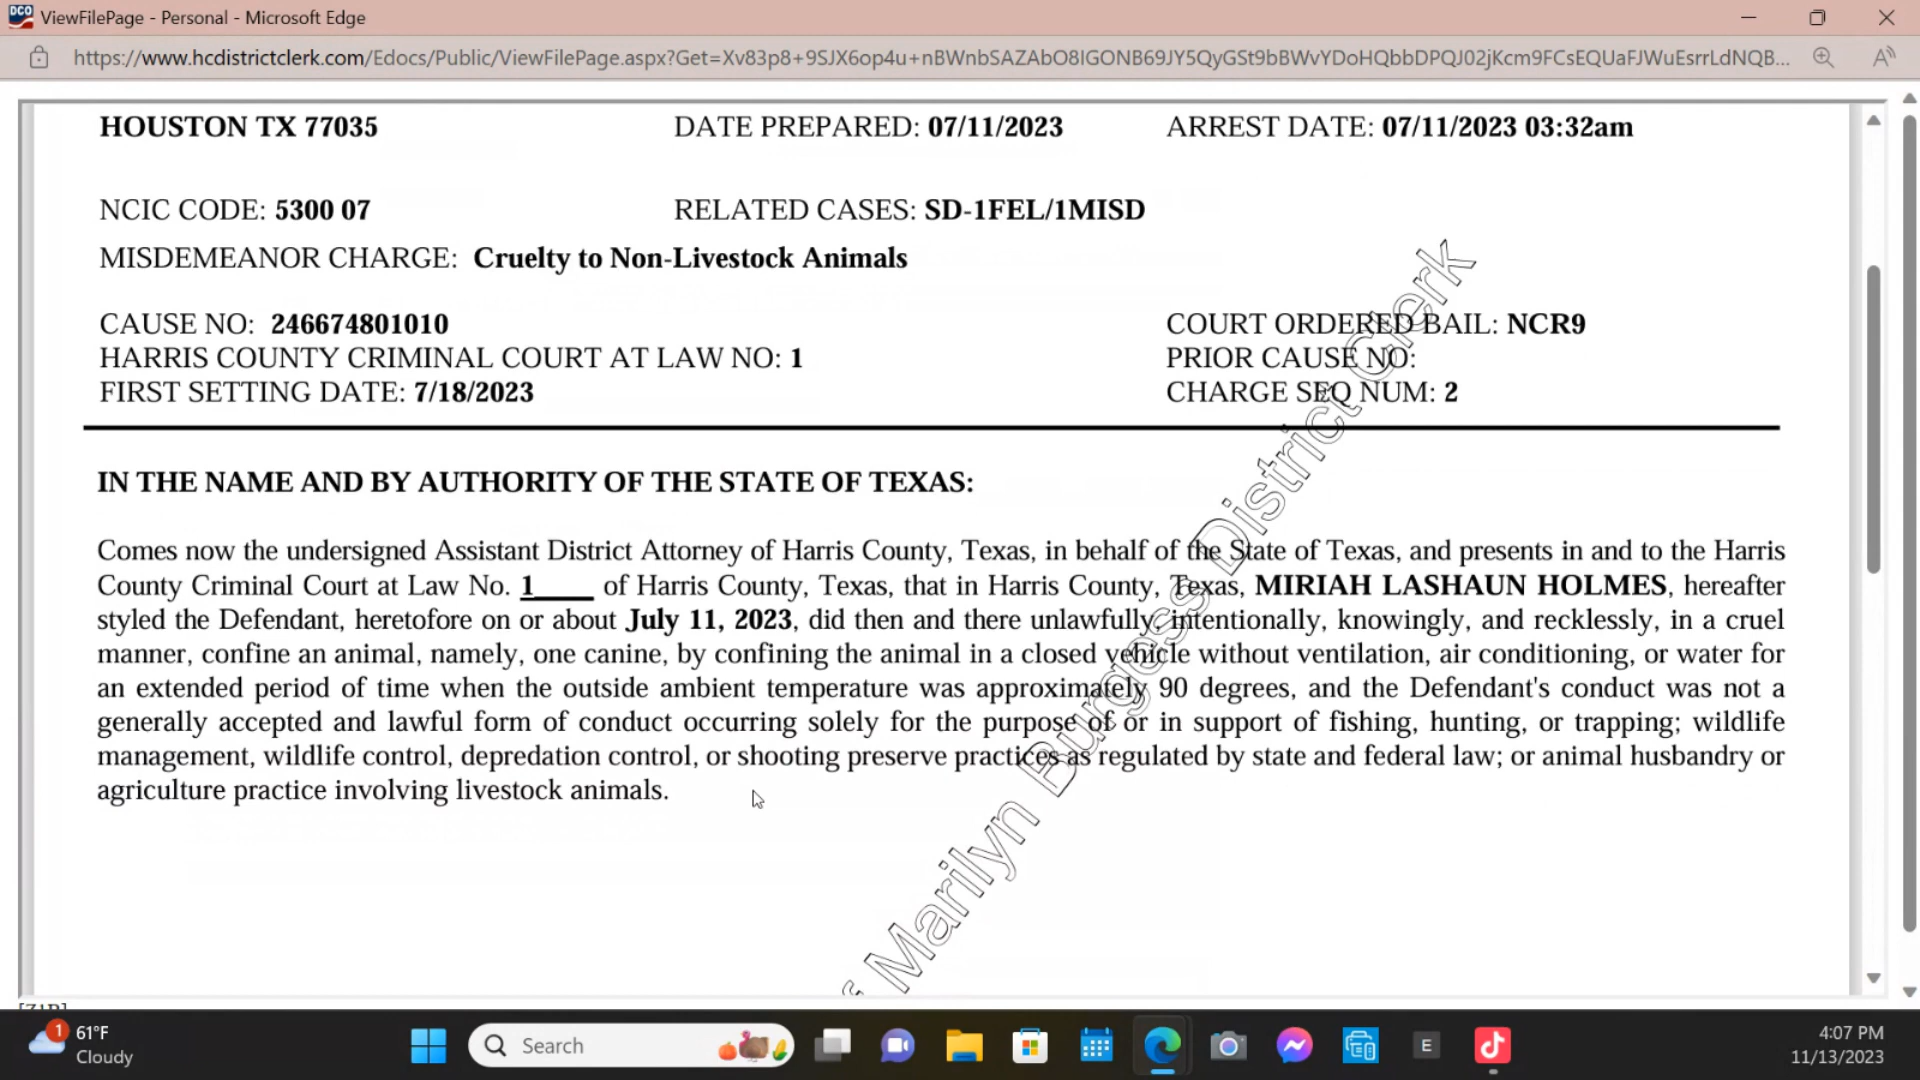 ViewFilePage - Personal - Microsoft Edge
https://www.hcdistrictclerk.com/Edocs/Public/ViewFilePage.aspx?Get=Xv83p8+9SJX6op4u+nBWnbSAZAbO8IGONB69JY5QyGSt9bBWvYDoHQbbDPQJ02jKcm9FCsEQUaFJWuEsrrLdNQB...
HOUSTON TX 77035 DATE PREPARED: 07/11/2023 ARREST DATE: 07/11/2023 03:32am
NCIC CODE: 5300 07 RELATED CASES: SD-1FEL/1MISD
MISDEMEANOR CHARGE: Cruelty to Non-Livestock Animals
CAUSE NO: 246674801010 COURT ORDERED BAIL: NCR9
HARRIS COUNTY CRIMINAL COURT AT LAW NO: 1 PRIOR CAUSE NO:
FIRST SETTING DATE: 7/18/2023 CHARGE SEQ NUM: 2
IN THE NAME AND BY AUTHORITY OF THE STATE OF TEXAS:
Comes now the undersigned Assistant District Attorney of Harris County, Texas, in behalf of the State of Texas, and presents in and to the Harris
County Criminal Court at Law No. 1____ of Harris County, Texas, that in Harris County, Texas, MIRIAH LASHAUN HOLMES, hereafter
styled the Defendant, heretofore on or about July 11, 2023, did then and there unlawfully, intentionally, knowingly, and recklessly, in a cruel
manner, confine an animal, namely, one canine, by confining the animal in a closed vehicle without ventilation, air conditioning, or water for
an extended period of time when the outside ambient temperature was approximately 90 degrees, and the Defendant's conduct was not a
generally accepted and lawful form of conduct occurring solely for the purpose of or in support of fishing, hunting, or trapping; wildlife
management, wildlife control, depredation control, or shooting preserve practices as regulated by state and federal law; or animal husbandry or
agriculture practice involving livestock animals.
Marilyn Burgess District Clerk
1
61°F
Cloudy
Search
E
4:07 PM
11/13/2023